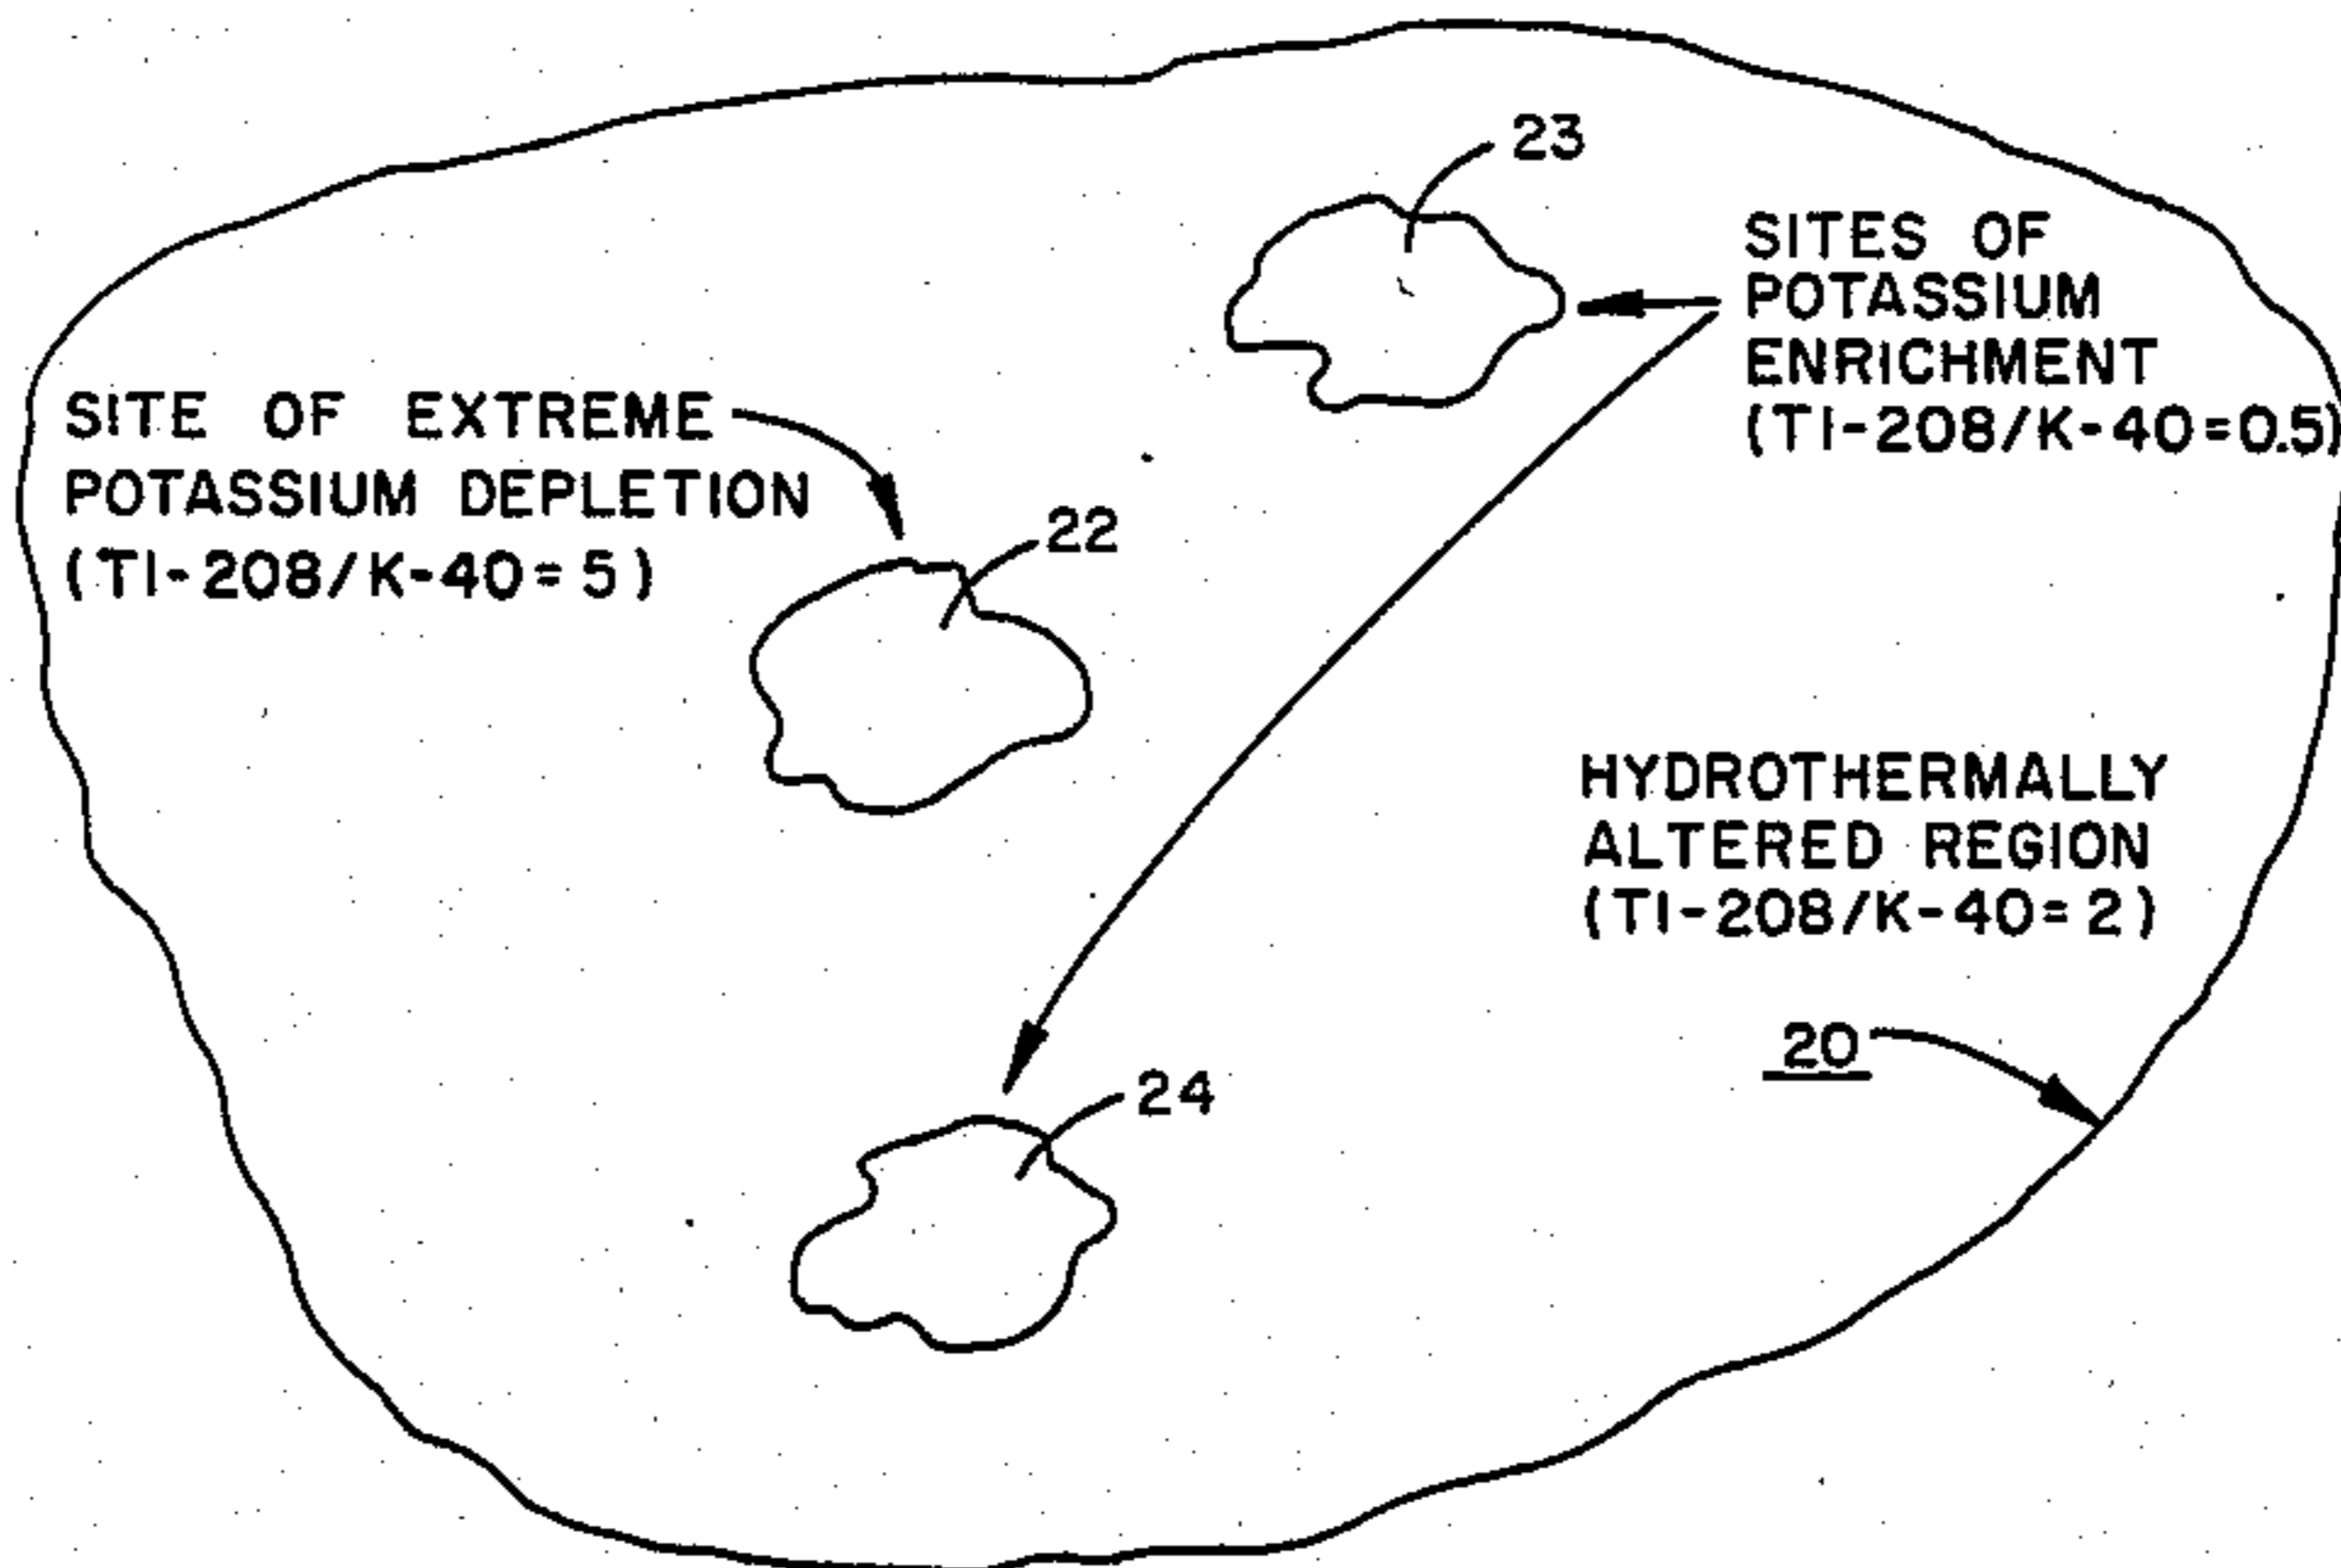 23
SITES OF
POTASSIUM
ENRICHMENT
(Tl-208/K-40=0.5)
SITE OF EXTREME
POTASSIUM DEPLETION
(Tl-208/K-40=5)
22
HYDROTHERMALLY
ALTERED REGION
(Tl-208/K-40=2)
20
24